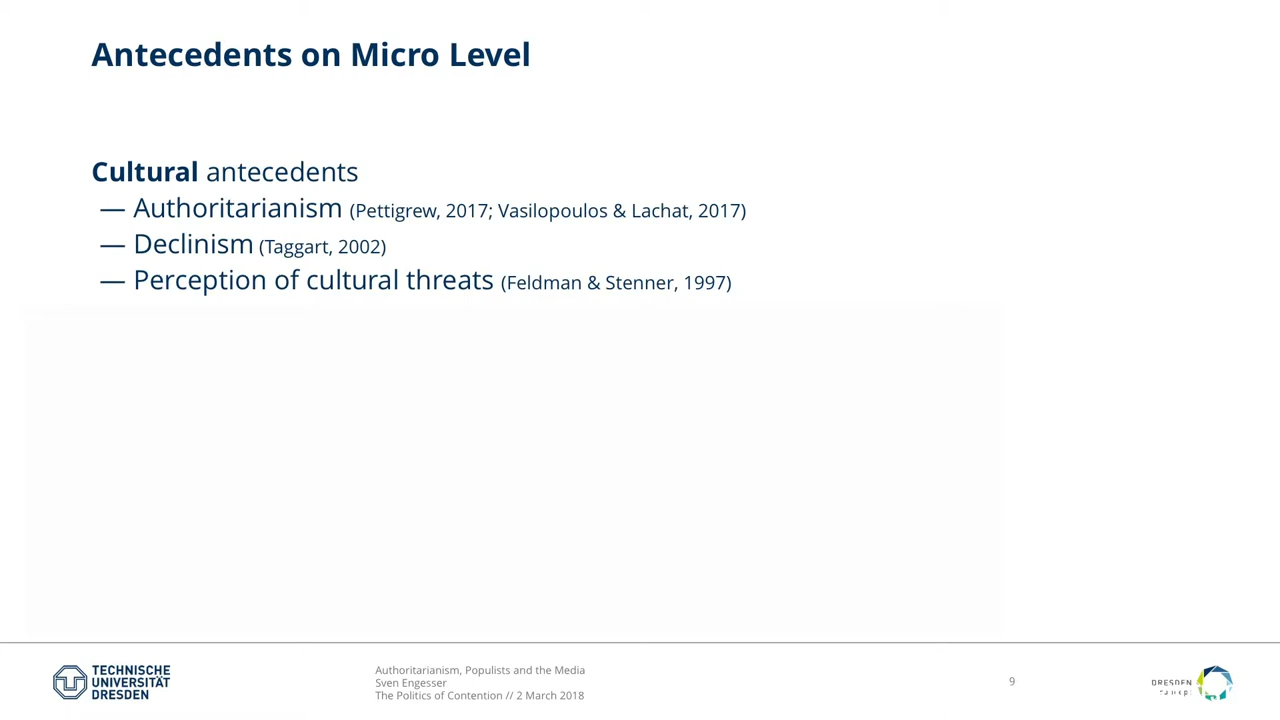 Antecedents on Micro Level
Cultural antecedents
— Authoritarianism (Pettigrew, 2017; Vasilopoulos & Lachat, 2017)
— Declinism (Taggart, 2002)
— Perception of cultural threats (Feldman & Stenner, 1997)
TECHNISCHE
UNIVERSITÄT
DRESDEN
Authoritarianism, Populists and the Media
Sven Engesser
The Politics of Contention // 2 March 2018
9
DRESDEN